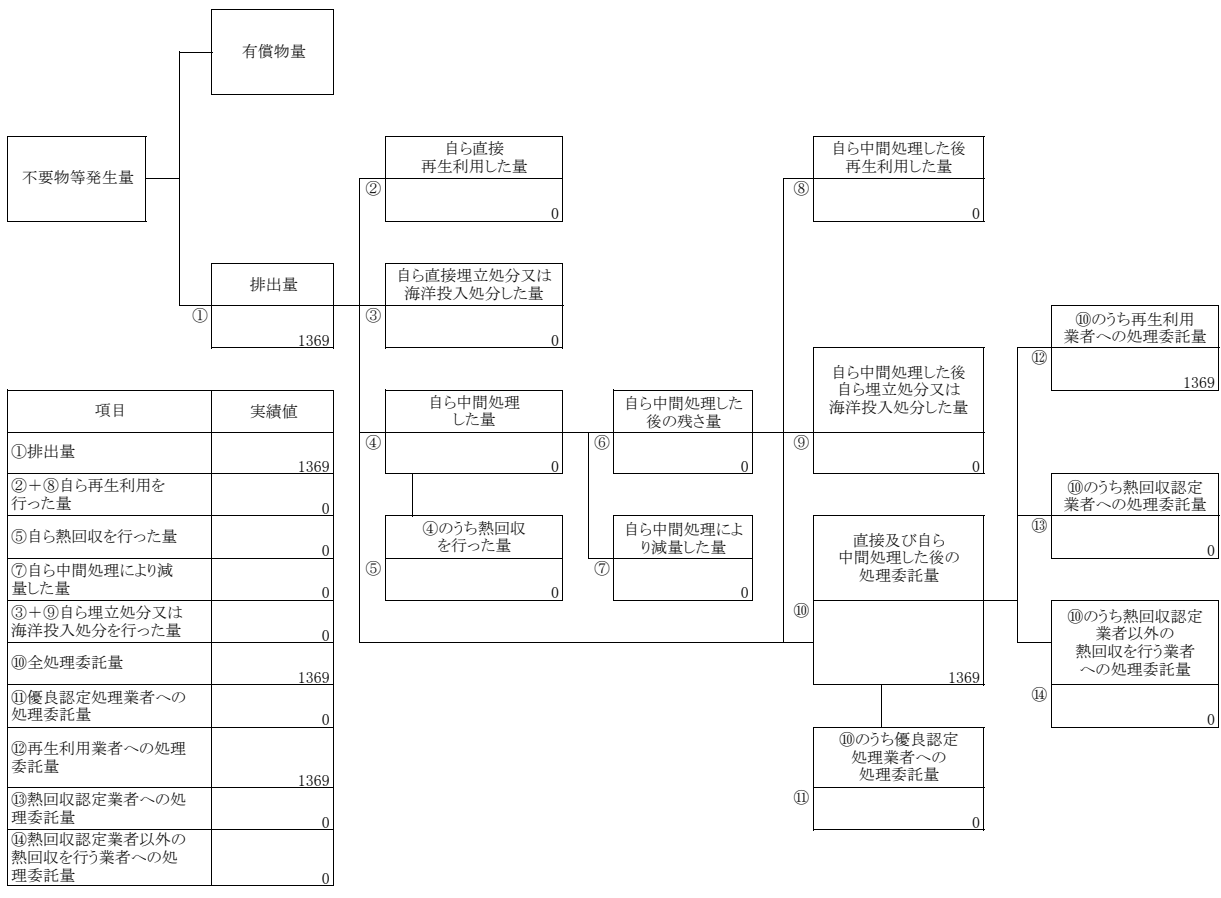 有償物量
不要物等発生量
自ら直接
再生利用した量
②
0
自ら中間処理した後
再生利用した量
⑧
0
排出量
①
1369
自ら直接埋立処分又は
海洋投入処分した量
③
0
⑩のうち再生利用
業者への処理委託量
⑫
1369
自ら中間処理
した量
④
0
自ら中間処理した
後の残さ量
⑥
0
自ら中間処理した後
自ら埋立処分又は
海洋投入処分した量
⑨
0
⑩のうち熱回収認定
業者への処理委託量
⑬
0
④のうち熱回収
を行った量
⑤
0
自ら中間処理によ
り減量した量
⑦
0
直接及び自ら
中間処理した後の
処理委託量
⑩
1369
⑩のうち熱回収認定
業者以外の
熱回収を行う業者
への処理委託量
⑭
0
⑩のうち優良認定
処理業者への
処理委託量
⑪
0
項目 実績値
①排出量
1369
②＋⑧自ら再生利用を
行った量
0
⑤自ら熱回収を行った量
0
⑦自ら中間処理により減
量した量
0
③＋⑨自ら埋立処分又は
海洋投入処分を行った量
0
⑩全処理委託量
1369
⑪優良認定処理業者への
処理委託量
0
⑫再生利用業者への処理
委託量
1369
⑬熱回収認定業者への処
理委託量
0
⑭熱回収認定業者以外の
熱回収を行う業者への処
理委託量
0